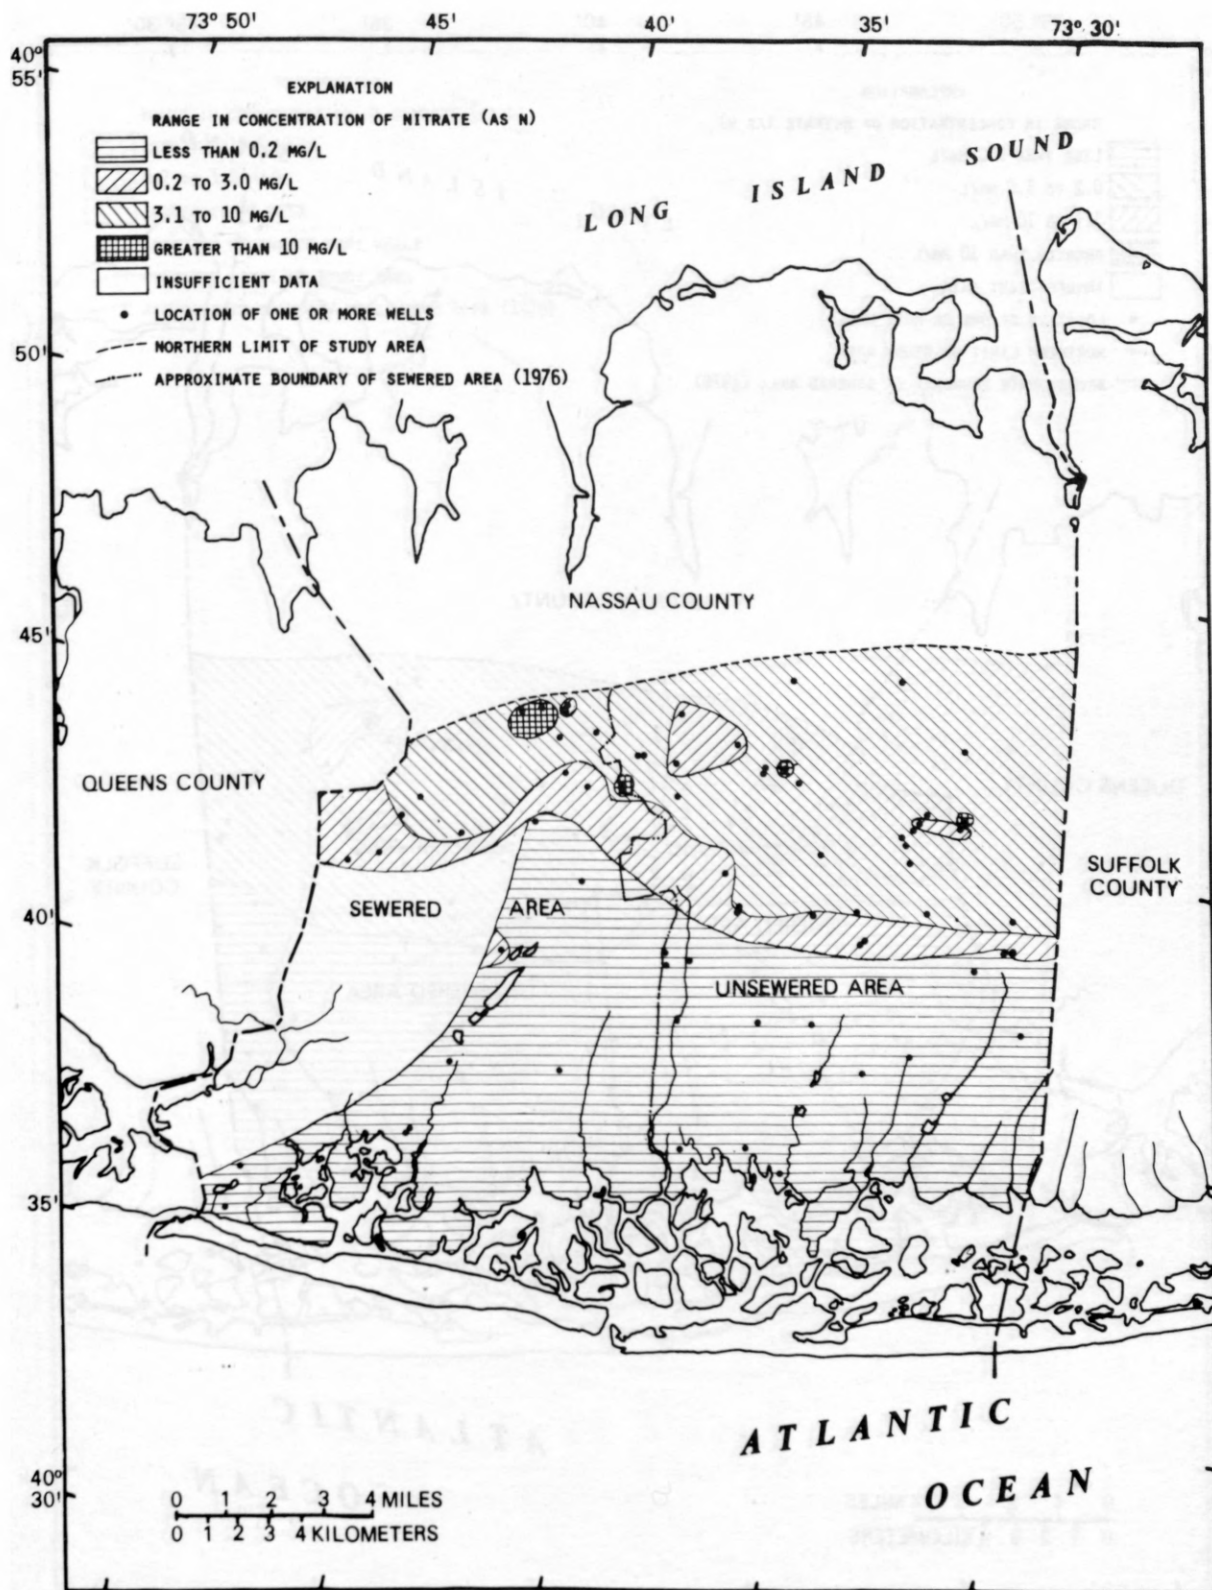 73° 50' 45' 40' 35' 73° 30'
40°
55'
EXPLANATION
RANGE IN CONCENTRATION OF NITRATE (AS N)
LESS THAN 0.2 MG/L
0.2 TO 3.0 MG/L
3.1 TO 10 MG/L
GREATER THAN 10 MG/L
INSUFFICIENT DATA
LOCATION OF ONE OR MORE WELLS
NORTHERN LIMIT OF STUDY AREA
APPROXIMATE BOUNDARY OF SEWERED AREA (1976)
LONG ISLAND SOUND
50'
NASSAU COUNTY
45'
QUEENS COUNTY
SUFFOLK
COUNTY
SEWERED AREA
40'
UNSEWERED AREA
35'
ATLANTIC
OCEAN
40°
30'
0 1 2 3 4 MILES
0 1 2 3 4 KILOMETERS